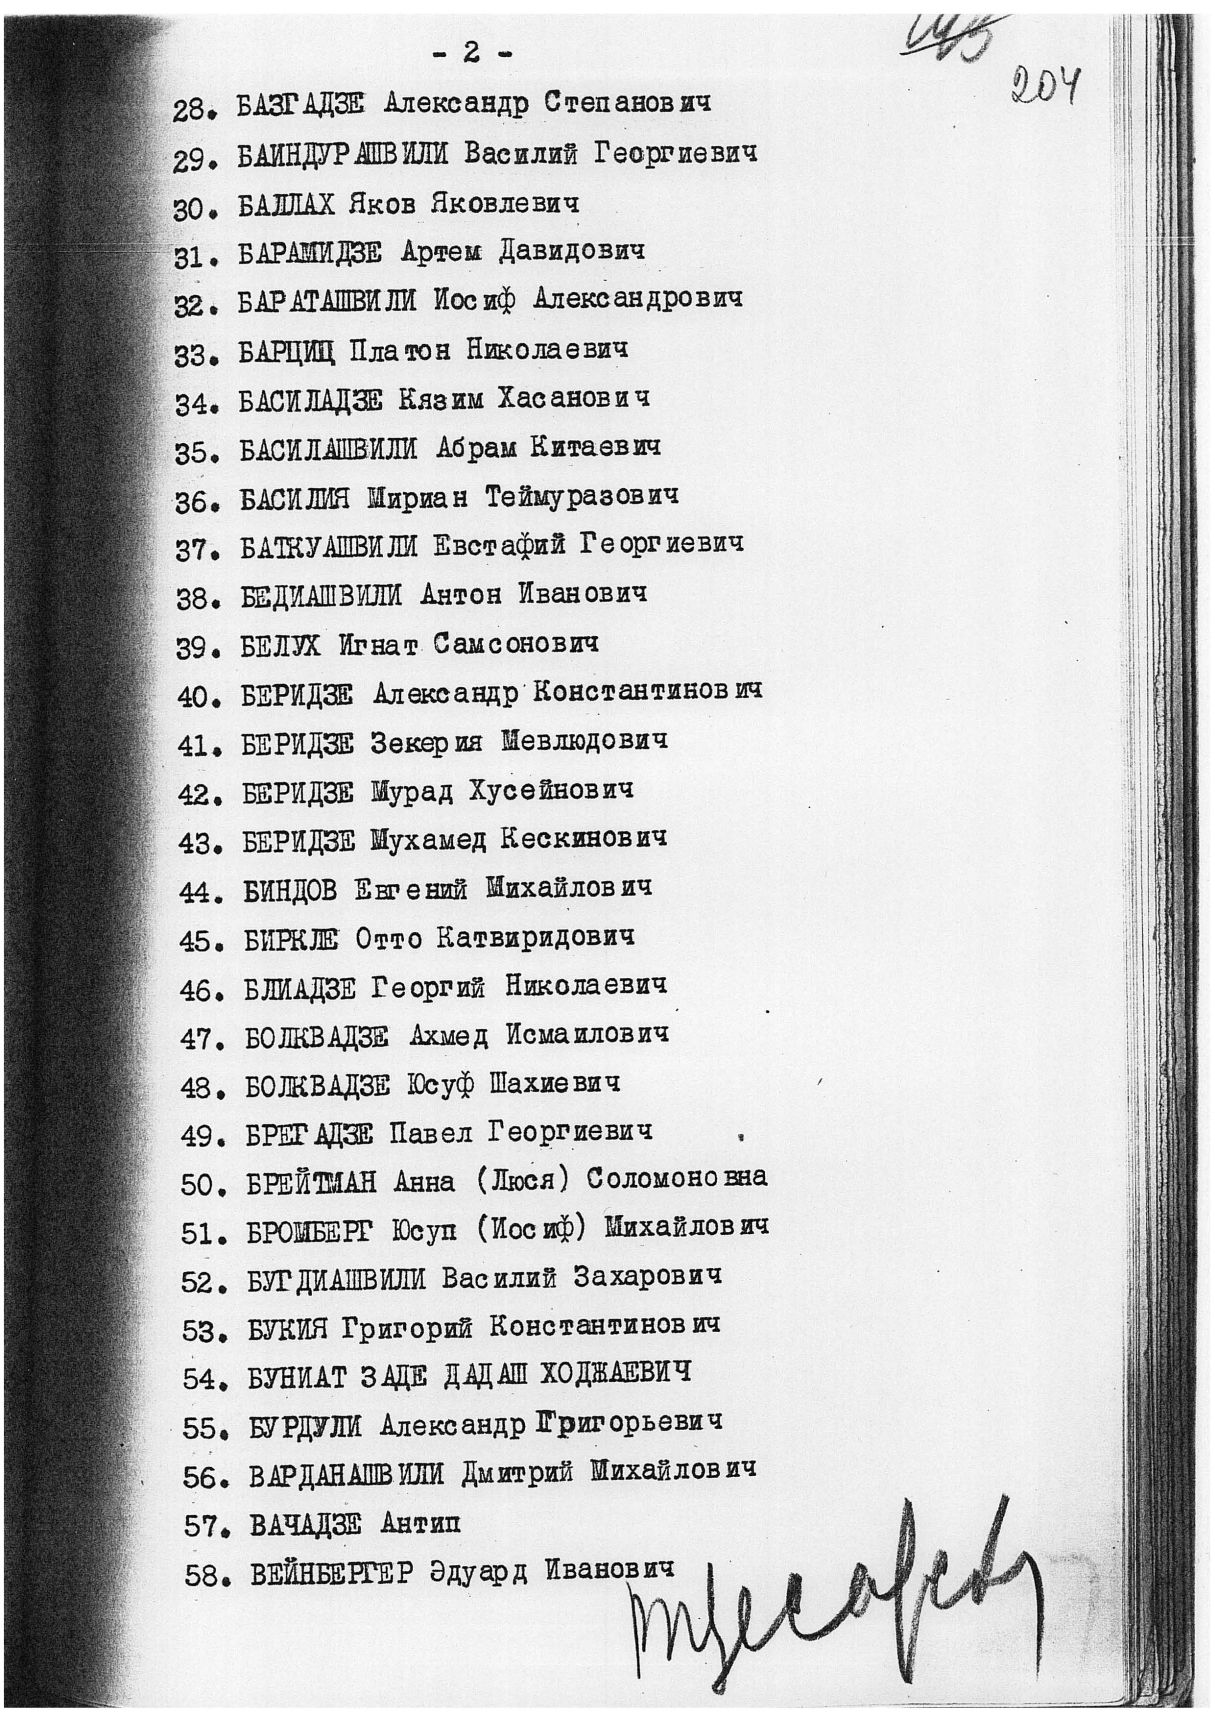 - 2 -
204
28. БАЗГАДЗЕ Александр Степанович
29. БАИНДУРАШВИЛИ Василий Георгиевич
30. БАЛЛАХ Яков Яковлевич
31. БАРАМИДЗЕ Артем Давидович
32. БАРАТАШВИЛИ Иосиф Александрович
33. БАРЦИЦ Платон Николаевич
34. БАСИЛАДЗЕ Кязим Хасанович
35. БАСИЛАШВИЛИ Абрам Китаевич
36. БАСИЛИЯ Мириан Теймуразович
37. БАТКУАШВИЛИ Евстафий Георгиевич
38. БЕДИАШВИЛИ Антон Иванович
39. БЕЛУХ Игнат Самсонович
40. БЕРИДЗЕ Александр Константинович
41. БЕРИДЗЕ Зекерия Мевлюдович
42. БЕРИДЗЕ Мурад Хусейнович
43. БЕРИДЗЕ Мухамед Кескинович
44. БИНДОВ Евгений Михайлович
45. БИРКЛЕ Отто Катвиридович
46. БЛИАДЗЕ Георгий Николаевич
47. БОЛКВАДЗЕ Ахмед Исмаилович
48. БОЛКВАДЗЕ Юсуф Шахиевич
49. БРЕГАДЗЕ Павел Георгиевич
50. БРЕЙТМАН Анна (Люся) Соломоновна
51. БРОМБЕРГ Юсуп (Иосиф) Михайлович
52. БУГДИАШВИЛИ Василий Захарович
53. БУКИЯ Григорий Константинович
54. БУНИАТ ЗАДЕ ДАДАШ ХОДЖАЕВИЧ
55. БУРДУЛИ Александр Григорьевич
56. ВАРДАНАШВИЛИ Дмитрий Михайлович
57. ВАЧАДЗЕ Антип
58. ВЕЙНБЕРГЕР Эдуард Иванович